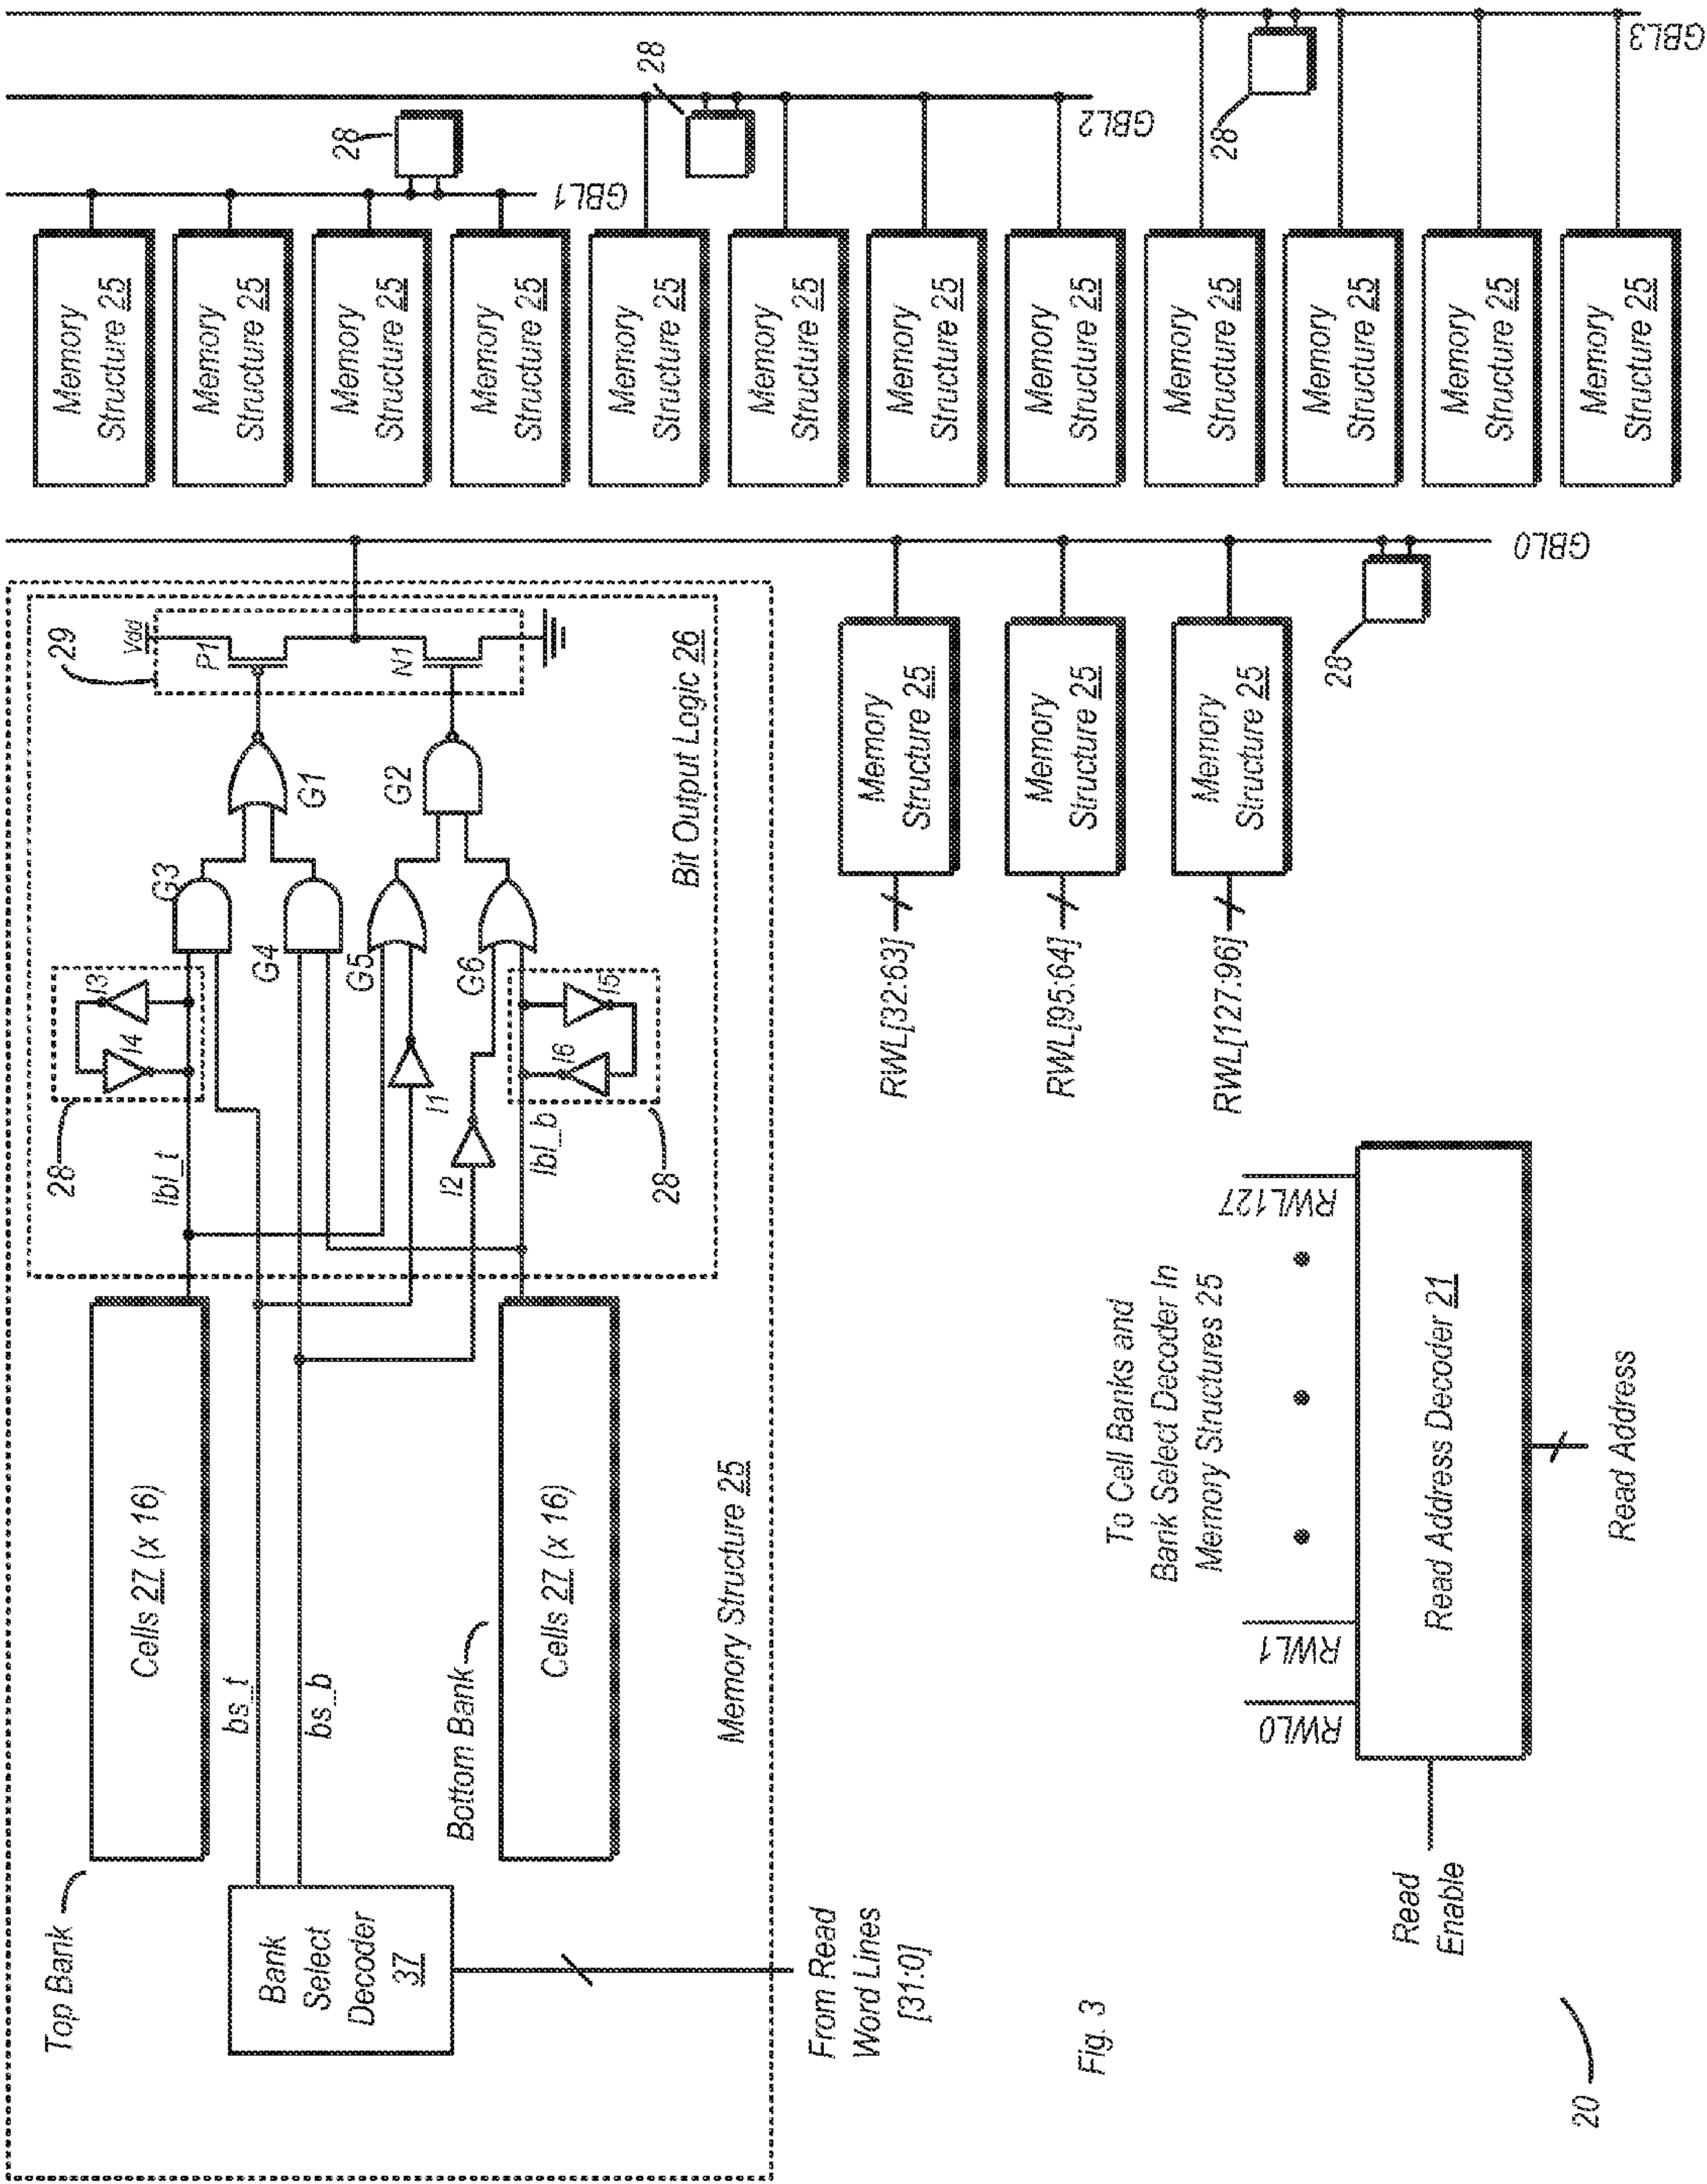 Top Bank
Cells 27 (x 16)
bs_t
bs_b
Bank
Select
Decoder
37
Bottom Bank
Cells 27 (x 16)
From Read
Word Lines
[31:0]
Memory Structure 25
28
lbl_t
I4
I3
I1
I2
lbl_b
I6
I5
28
G3
G4
G5
G6
G1
G2
29
Vdd
P1
N1
Bit Output Logic 26
GBL0
Memory
Structure 25
RWL[32:63]
Memory
Structure 25
RWL[95:64]
Memory
Structure 25
RWL[127:96]
28
Memory
Structure 25
Memory
Structure 25
Memory
Structure 25
Memory
Structure 25
28
GBL1
Memory
Structure 25
Memory
Structure 25
Memory
Structure 25
Memory
Structure 25
28
GBL2
Memory
Structure 25
Memory
Structure 25
Memory
Structure 25
Memory
Structure 25
28
GBL3
To Cell Banks and
Bank Select Decoder In
Memory Structures 25
RWL0
RWL1
RWL127
Read Address Decoder 21
Read
Enable
Read Address
Fig. 3
20